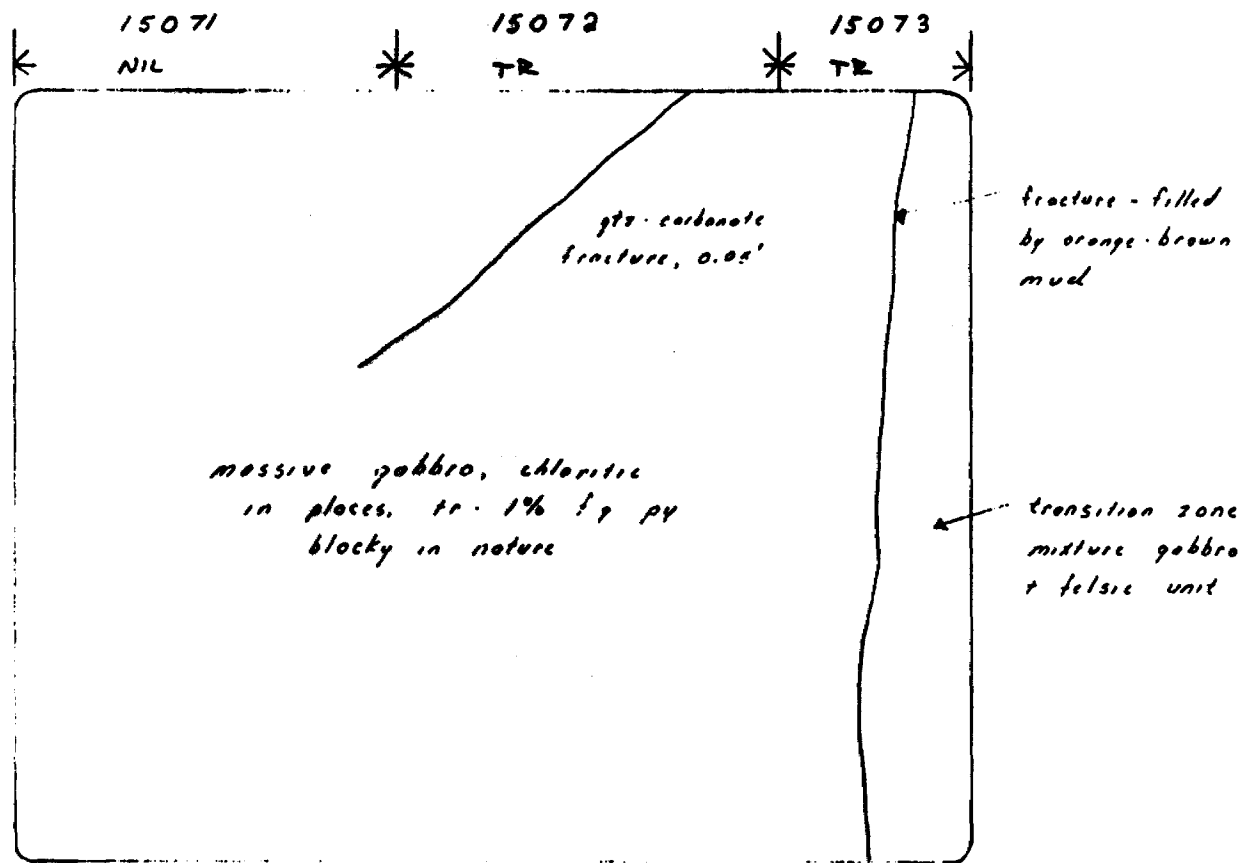 15071 15072 15073
NIL TR TR
qtz-carbonate
fracture, 0.05'
fracture - filled
by orange-brown
mud
massive gabbro, chloritic
in places, tr - 1% fg py
blocky in nature
transition zone
mixture gabbro
+ felsic unit